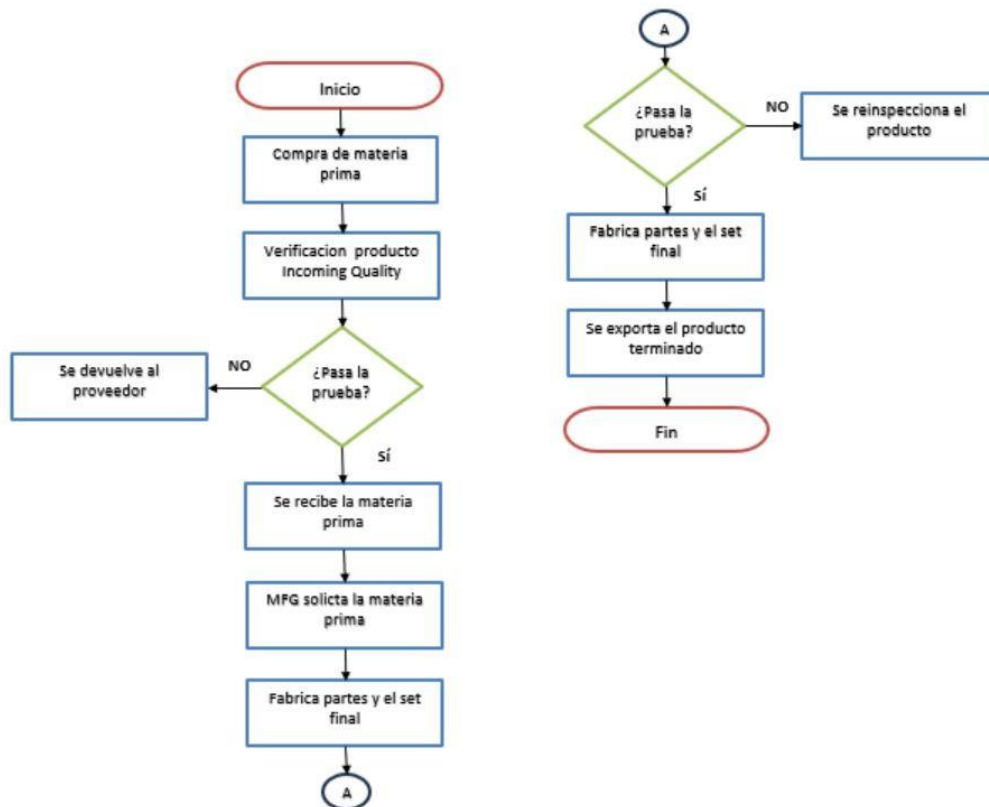 Inicio
Compra de materia
prima
Verificacion producto
Incoming Quality
¿Pasa la
prueba?
NO
Se devuelve al
proveedor
Sí
Se recibe la materia
prima
MFG solicta la materia
prima
Fabrica partes y el set
final
A
A
¿Pasa la
prueba?
NO
Se reinspecciona el
producto
Sí
Fabrica partes y el set
final
Se exporta el producto
terminado
Fin